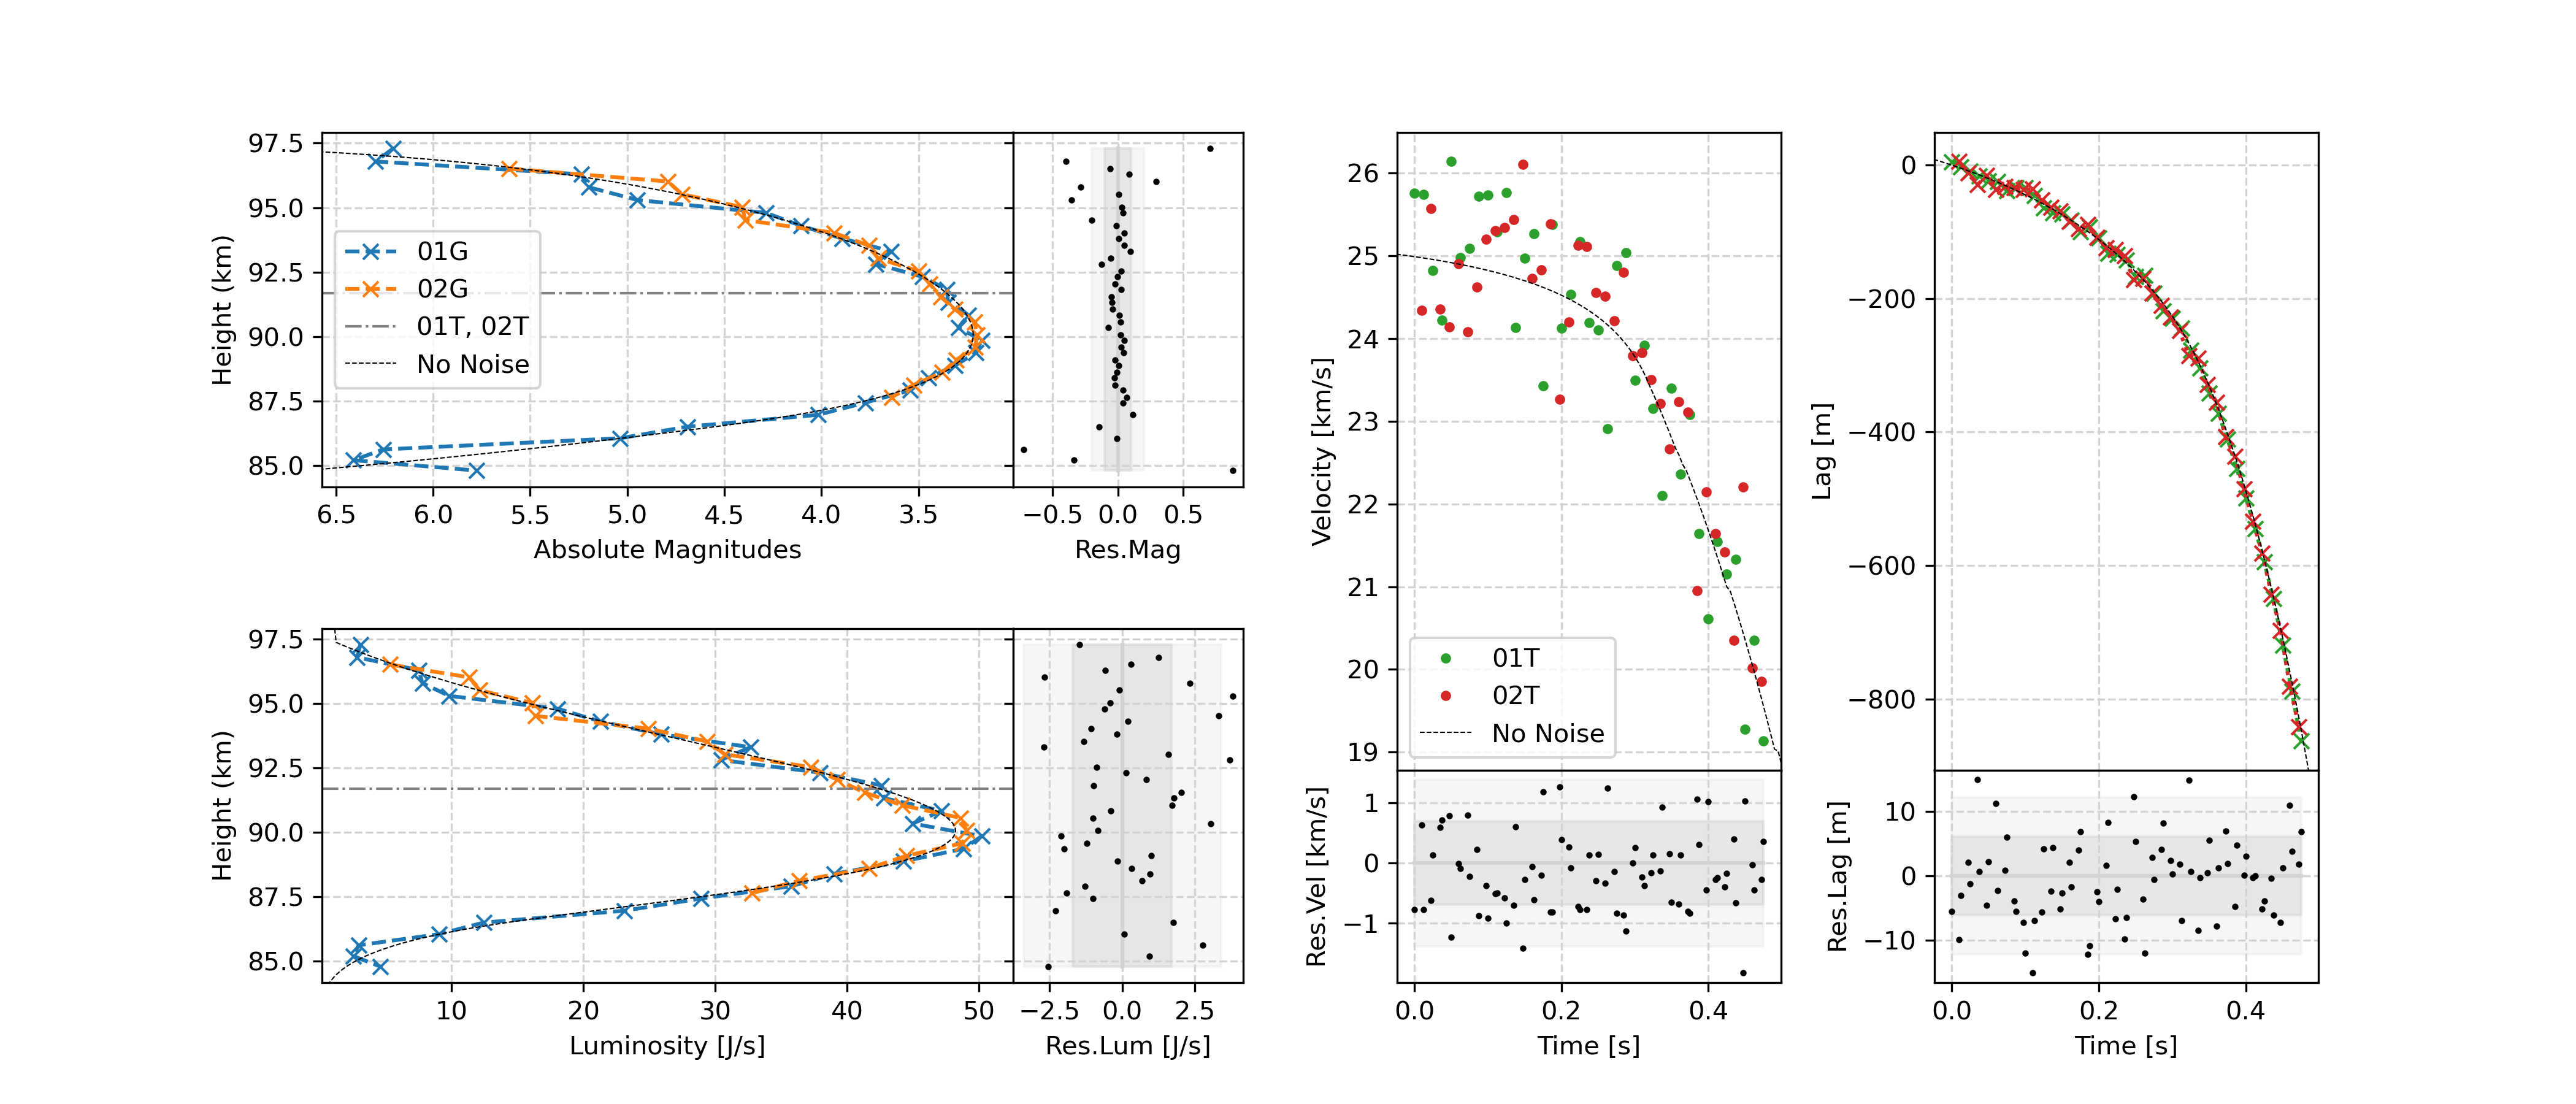 97.5
95.0
92.5
90.0
87.5
85.0
Height (km)
01G
02G
01T, 02T
No Noise
6.5 6.0 5.5 5.0 4.5 4.0 3.5
Absolute Magnitudes
−0.5 0.0 0.5
Res.Mag
97.5
95.0
92.5
90.0
87.5
85.0
Height (km)
10 20 30 40 50
Luminosity [J/s]
−2.5 0.0 2.5
Res.Lum [J/s]
26
25
24
23
22
21
20
19
Velocity [km/s]
01T
02T
No Noise
1
0
−1
Res.Vel [km/s]
0.0 0.2 0.4
Time [s]
0
−200
−400
−600
−800
Lag [m]
10
0
−10
Res.Lag [m]
0.0 0.2 0.4
Time [s]